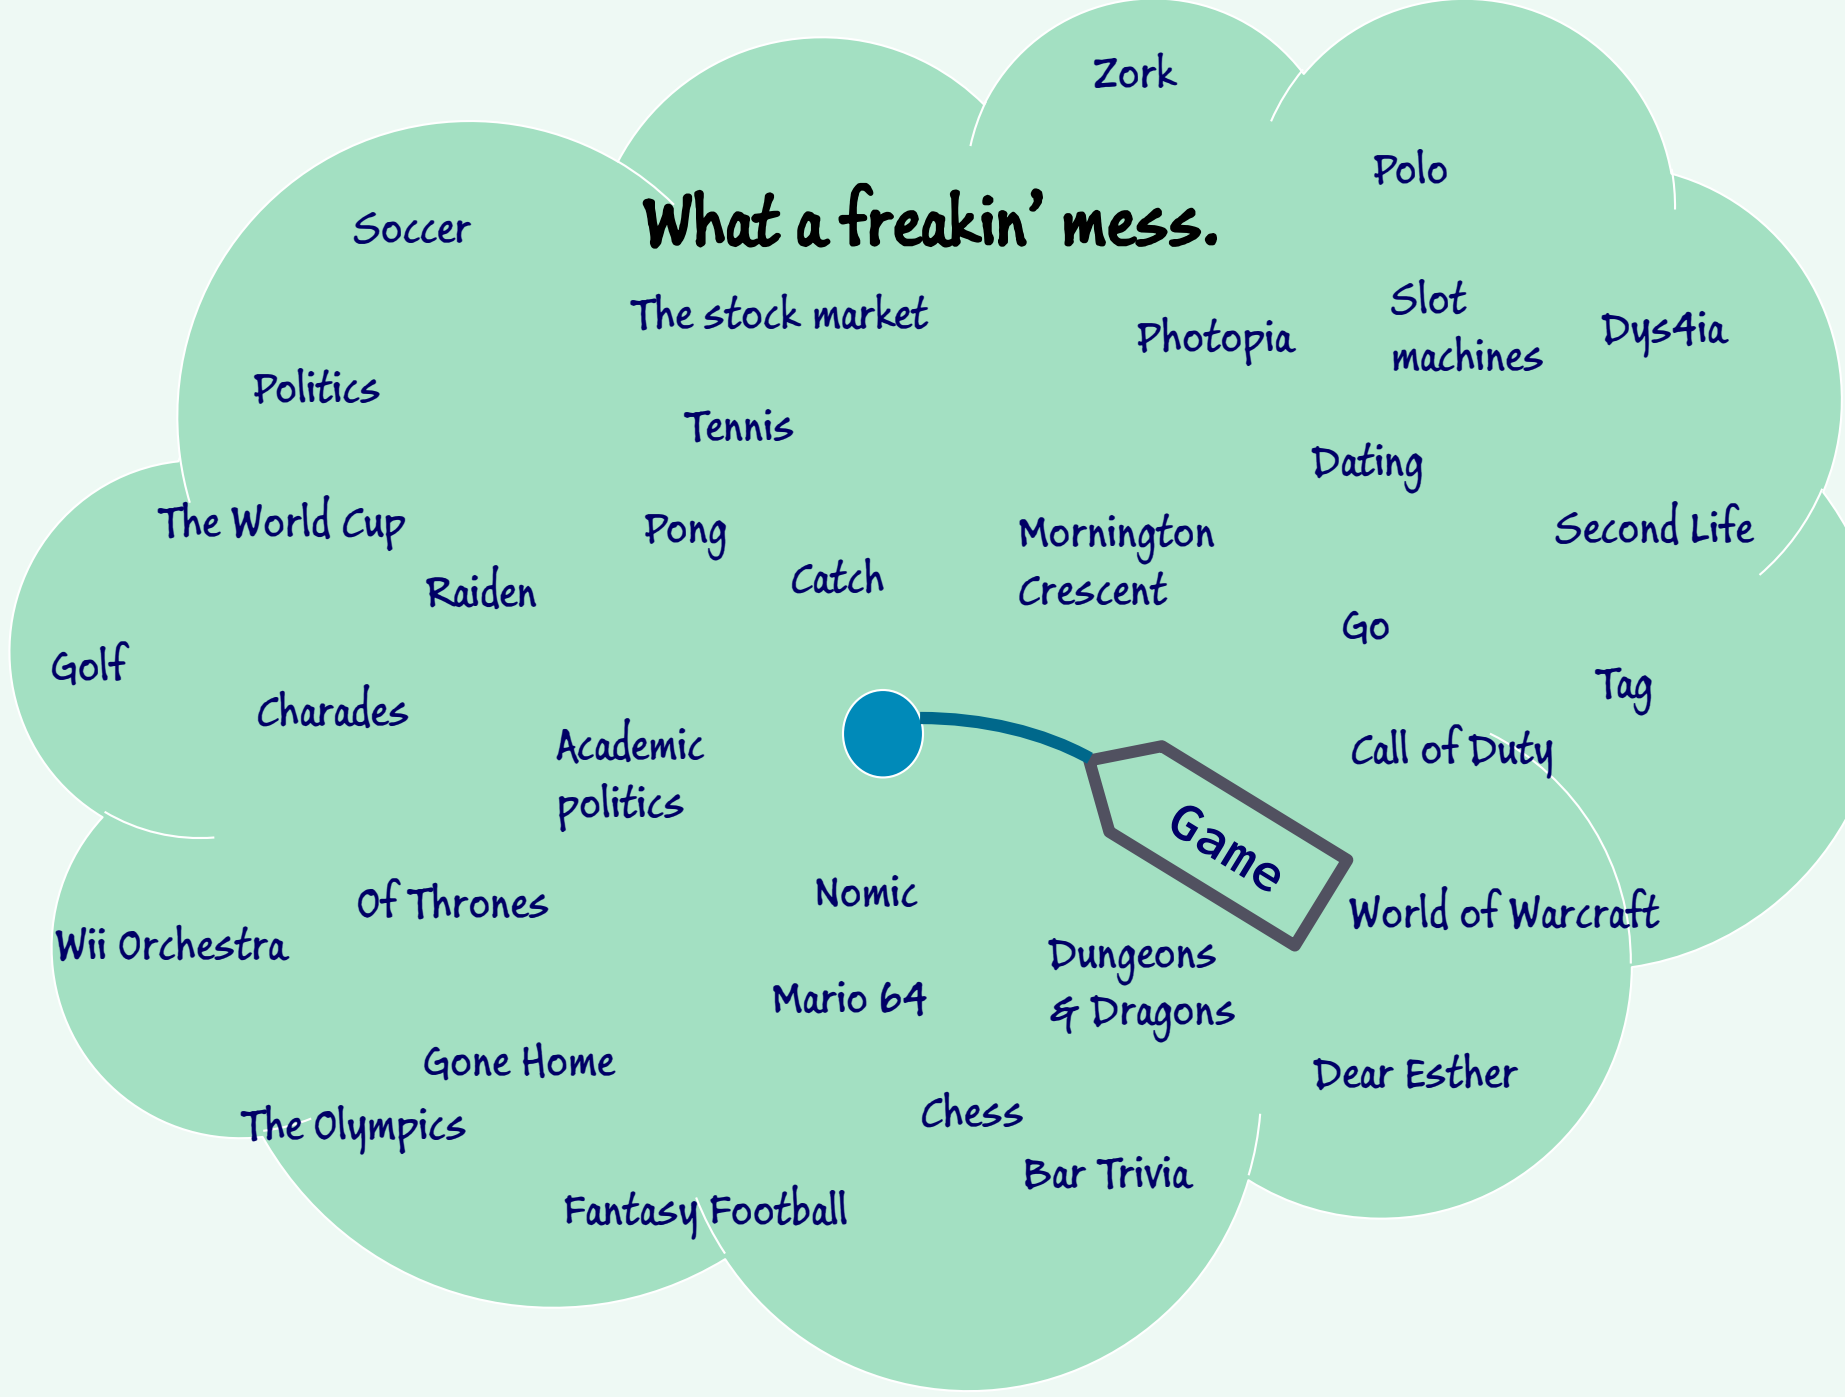 Zork
Polo
What a freakin’ mess.
Soccer
The stock market
Photopia
Slot
machines
Dys4ia
Politics
Tennis
Dating
The World Cup
Pong
Mornington
Crescent
Second Life
Raiden
Catch
Go
Golf
Tag
Charades
Academic
politics
Call of Duty
Game
Of Thrones
Nomic
World of Warcraft
Wii Orchestra
Dungeons
& Dragons
Mario 64
Gone Home
Dear Esther
The Olympics
Chess
Bar Trivia
Fantasy Football